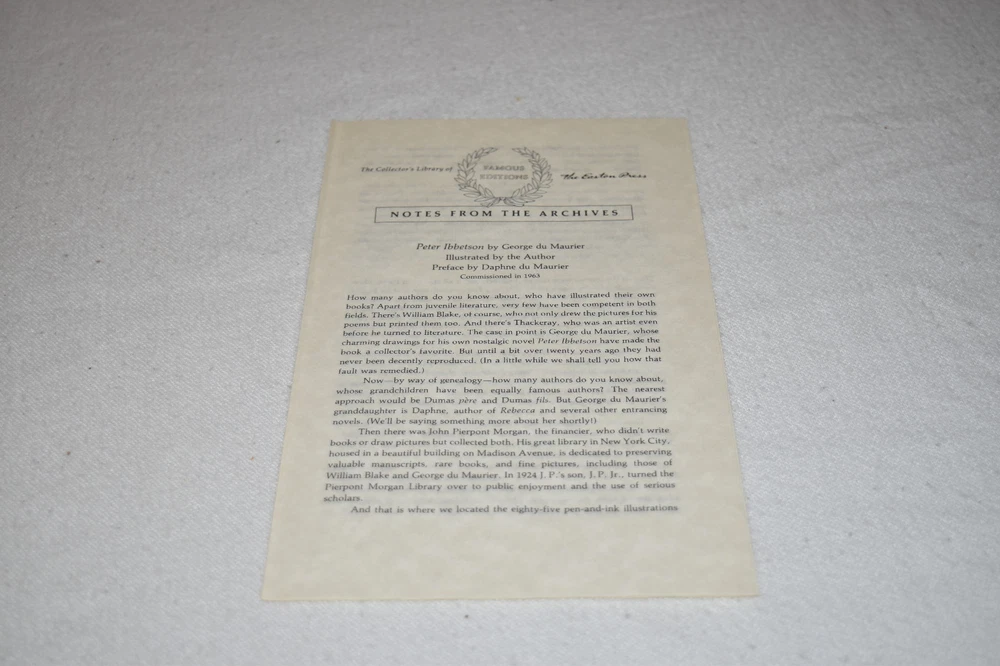 The Collector's Library of FAMOUS EDITIONS The Easton Press
NOTES FROM THE ARCHIVES
Peter Ibbetson by George du Maurier
Illustrated by the Author
Preface by Daphne du Maurier
Commissioned in 1963
How many authors do you know about, who have illustrated their own
books? Apart from juvenile literature, very few have been competent in both
fields. There's William Blake, of course, who not only drew the pictures for his
poems but printed them too. And there's Thackeray, who was an artist even
before he turned to literature. The case in point is George du Maurier, whose
charming drawings for his own nostalgic novel Peter Ibbetson have made the
book a collector's favorite. But until a bit over twenty years ago they had
never been decently reproduced. (In a little while we shall tell you how that
fault was remedied.)
Now—by way of genealogy—how many authors do you know about,
whose grandchildren have been equally famous authors? The nearest
approach would be Dumas père and Dumas fils. But George du Maurier's
granddaughter is Daphne, author of Rebecca and several other entrancing
novels. (We'll be saying something more about her shortly!)
Then there was John Pierpont Morgan, the financier, who didn't write
books or draw pictures but collected both. His great library in New York City,
housed in a beautiful building on Madison Avenue, is dedicated to preserving
valuable manuscripts, rare books, and fine pictures, including those of
William Blake and George du Maurier. In 1924 J. P.'s son, J. P. Jr., turned the
Pierpont Morgan Library over to public enjoyment and the use of serious
scholars.
And that is where we located the eighty-five pen-and-ink illustrations